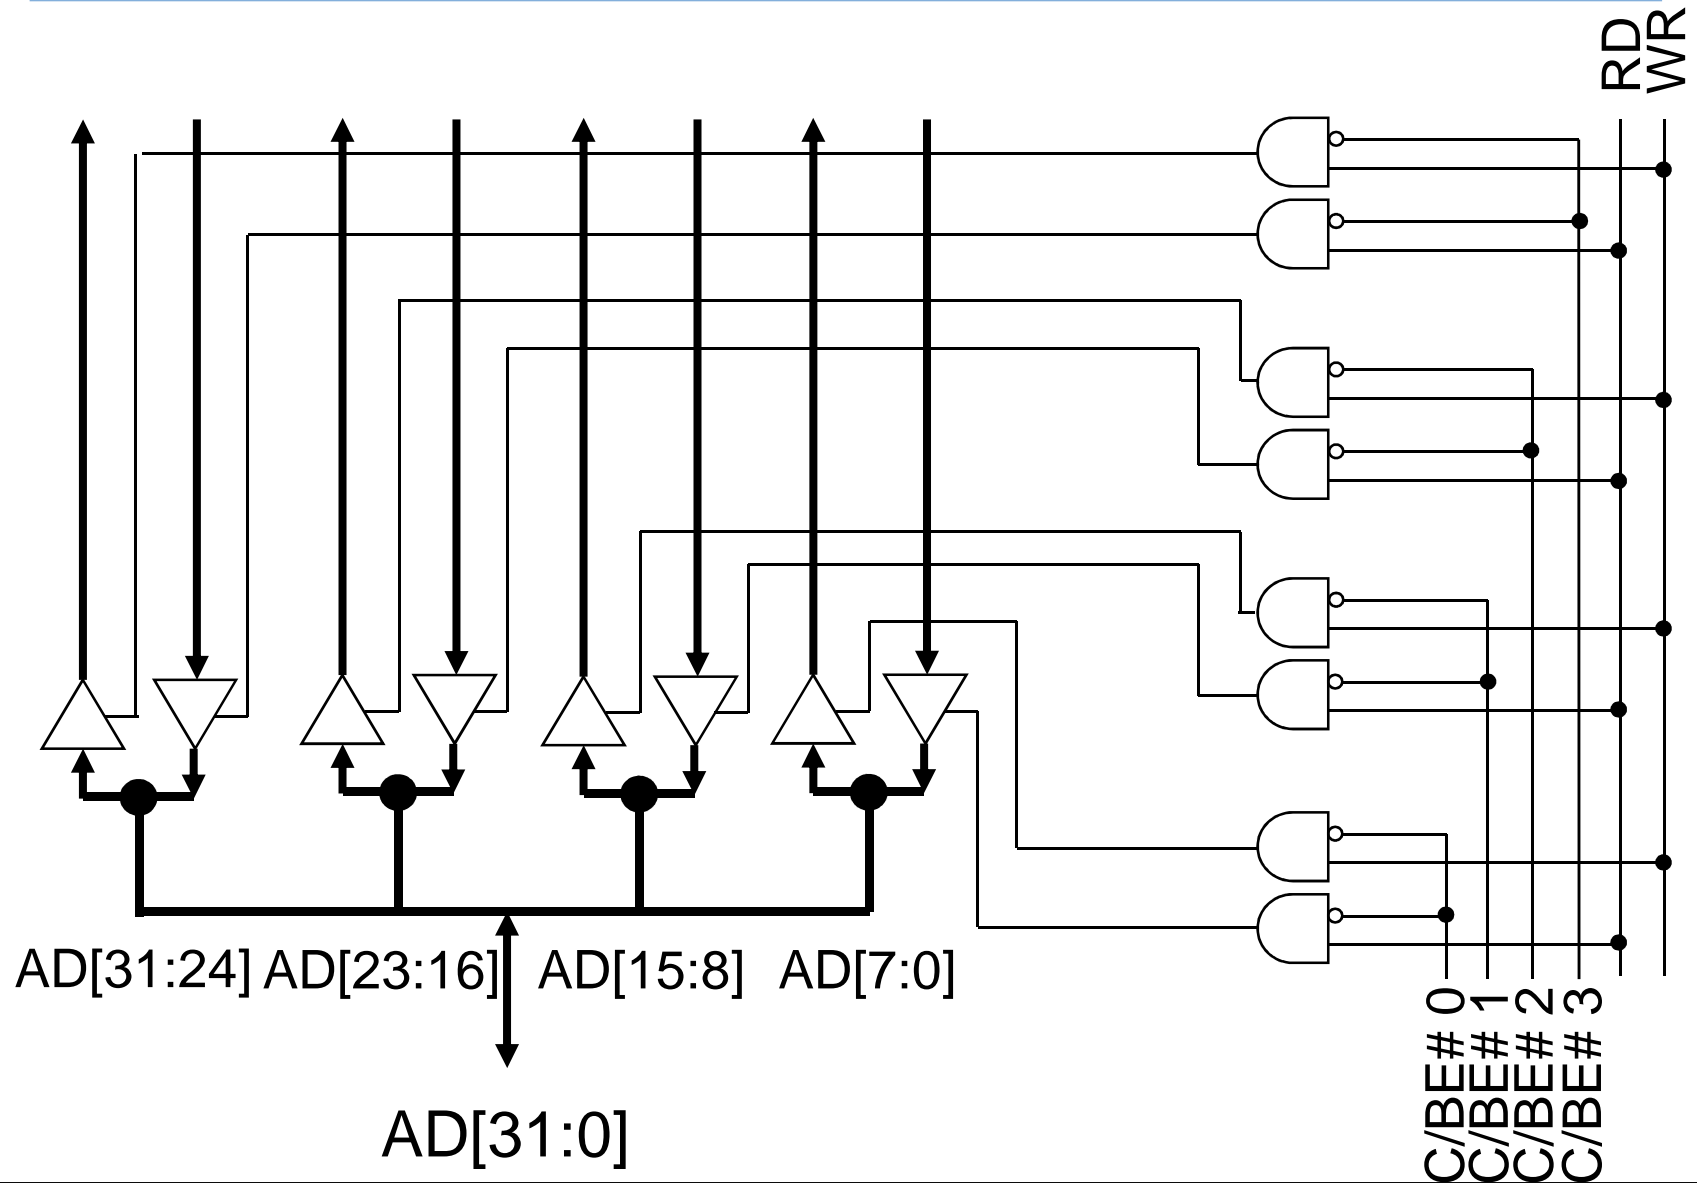 RD
WR
AD[31:24]
AD[23:16]
AD[15:8]
AD[7:0]
AD[31:0]
C/BE# 0
C/BE# 1
C/BE# 2
C/BE# 3